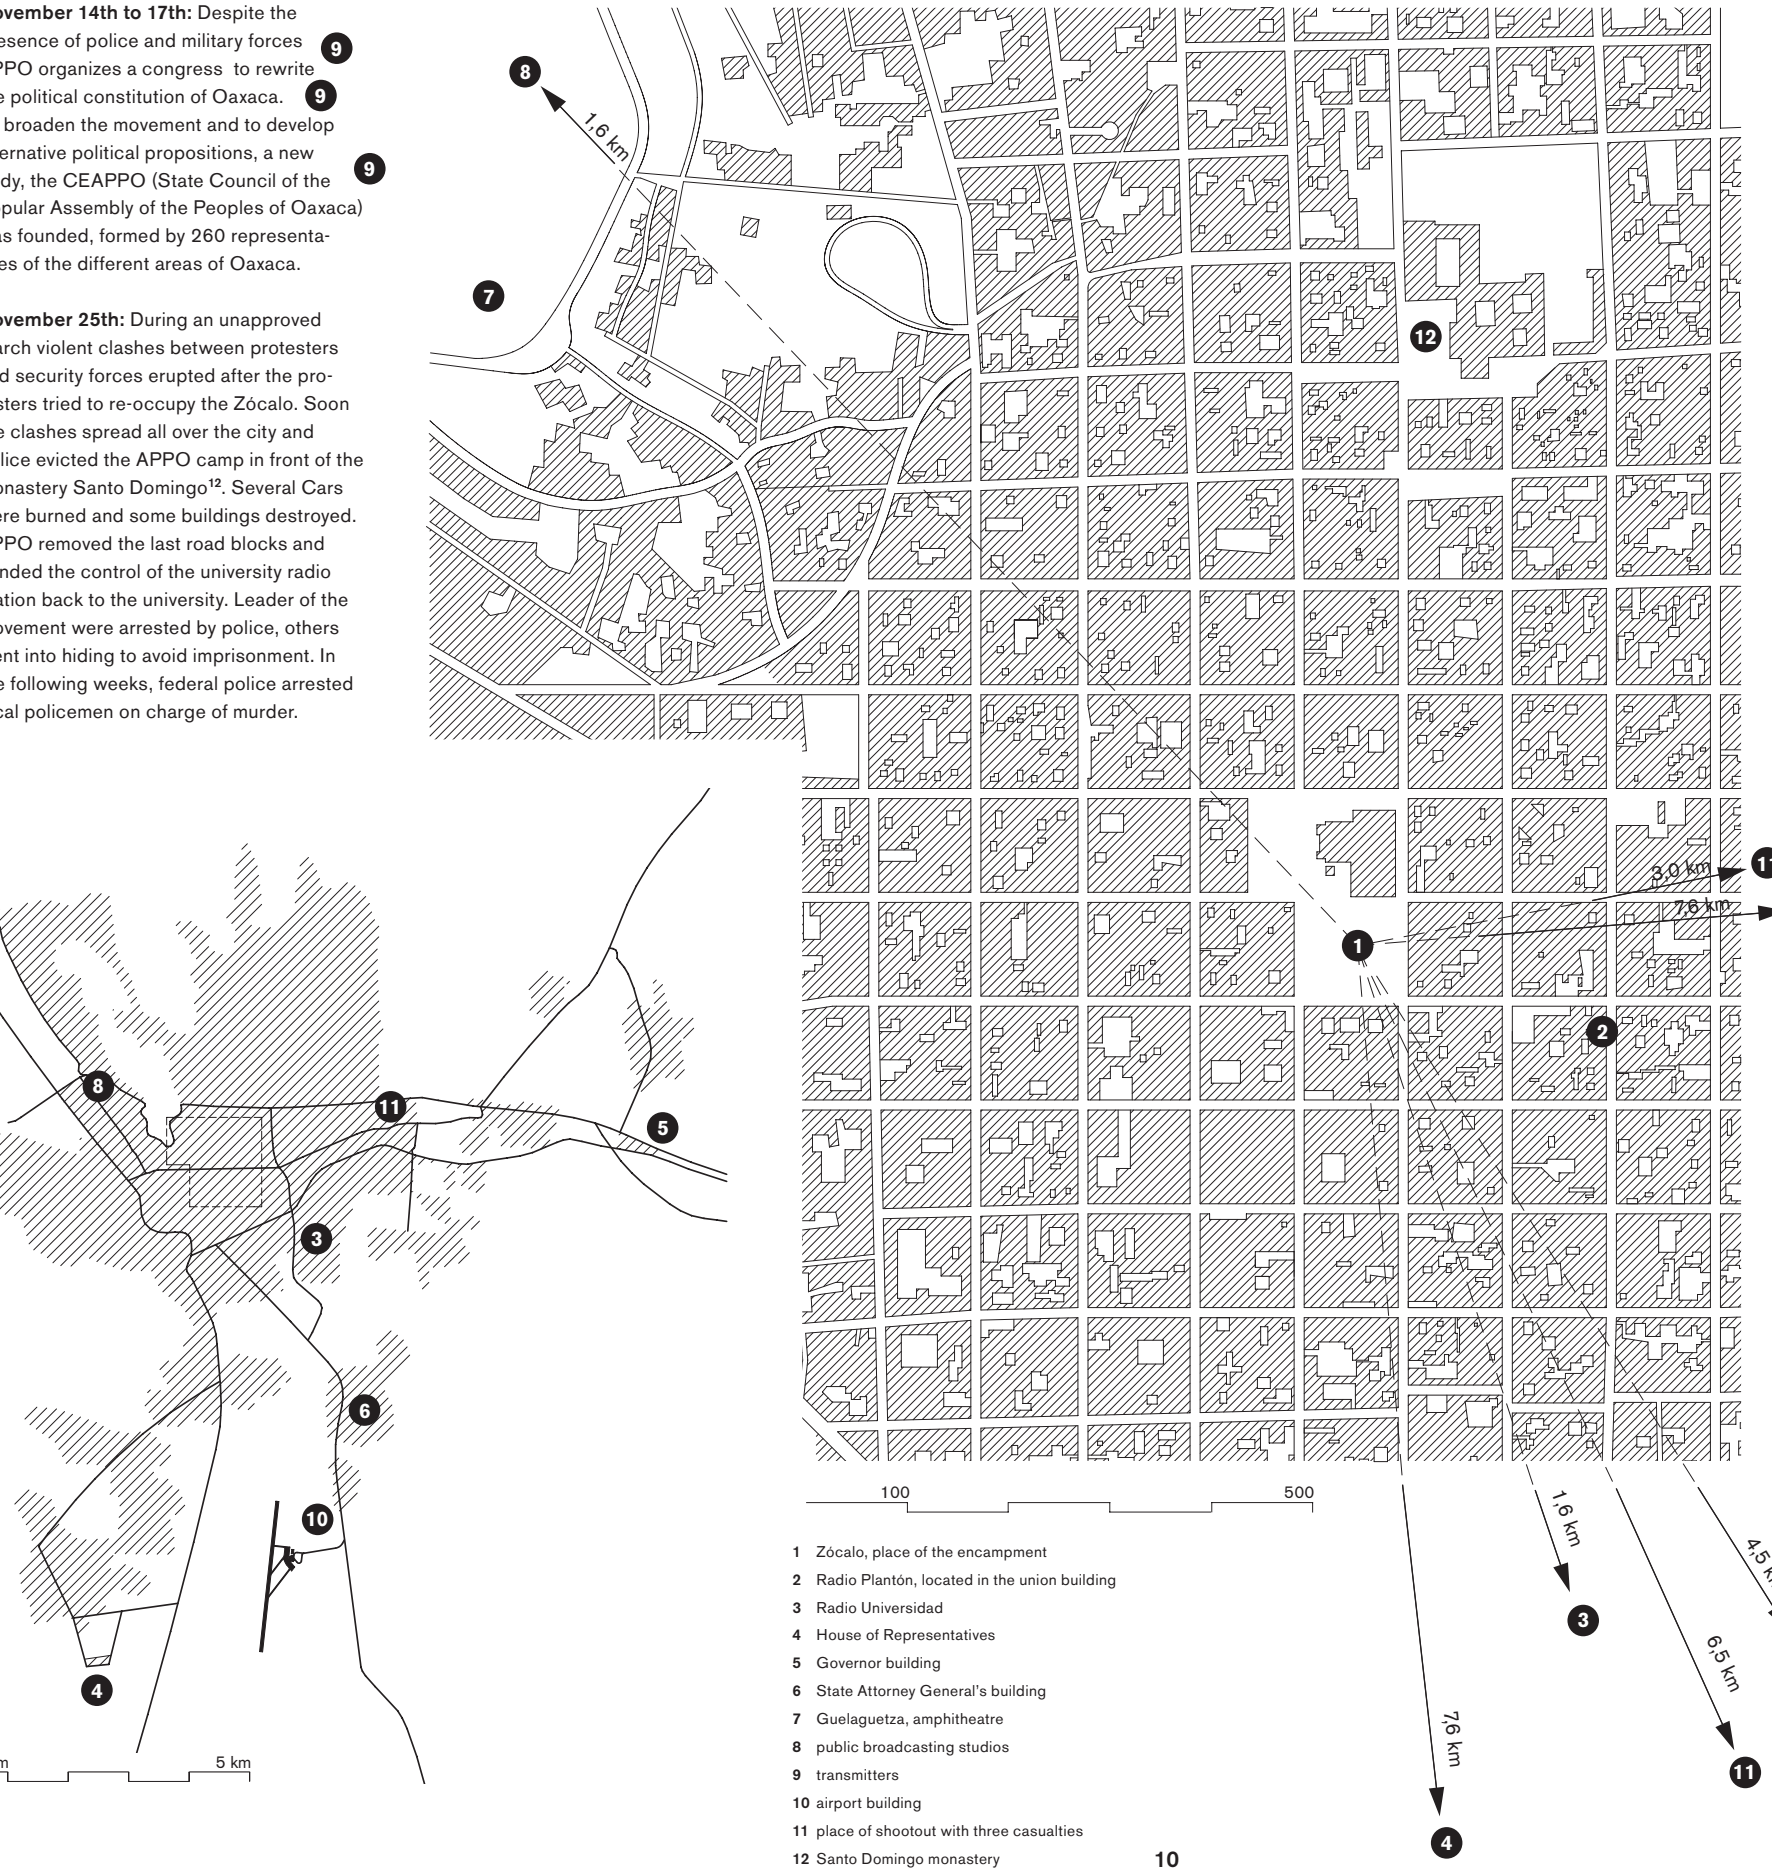 ovember 14th to 17th: Despite the
esence of police and military forces
PPO organizes a congress to rewrite
e political constitution of Oaxaca.
broaden the movement and to develop
ernative political propositions, a new
dy, the CEAPPO (State Council of the
opular Assembly of the Peoples of Oaxaca)
as founded, formed by 260 representa-
es of the different areas of Oaxaca.
9
9
9
ovember 25th: During an unapproved
arch violent clashes between protesters
d security forces erupted after the pro-
sters tried to re-occupy the Zócalo. Soon
e clashes spread all over the city and
lice evicted the APPO camp in front of the
onastery Santo Domingo¹². Several Cars
ere burned and some buildings destroyed.
PPO removed the last road blocks and
nded the control of the university radio
ation back to the university. Leader of the
ovement were arrested by police, others
ent into hiding to avoid imprisonment. In
e following weeks, federal police arrested
cal policemen on charge of murder.
8
1,6 km
7
12
3,0 km
11
7,6 km
1
2
8
11
5
3
6
10
4
m 5 km
100 500
1,6 km
3
4,5 k
6,5 km
11
7,6 km
4
1 Zócalo, place of the encampment
2 Radio Plantón, located in the union building
3 Radio Universidad
4 House of Representatives
5 Governor building
6 State Attorney General's building
7 Guelaguetza, amphitheatre
8 public broadcasting studios
9 transmitters
10 airport building
11 place of shootout with three casualties
12 Santo Domingo monastery
10